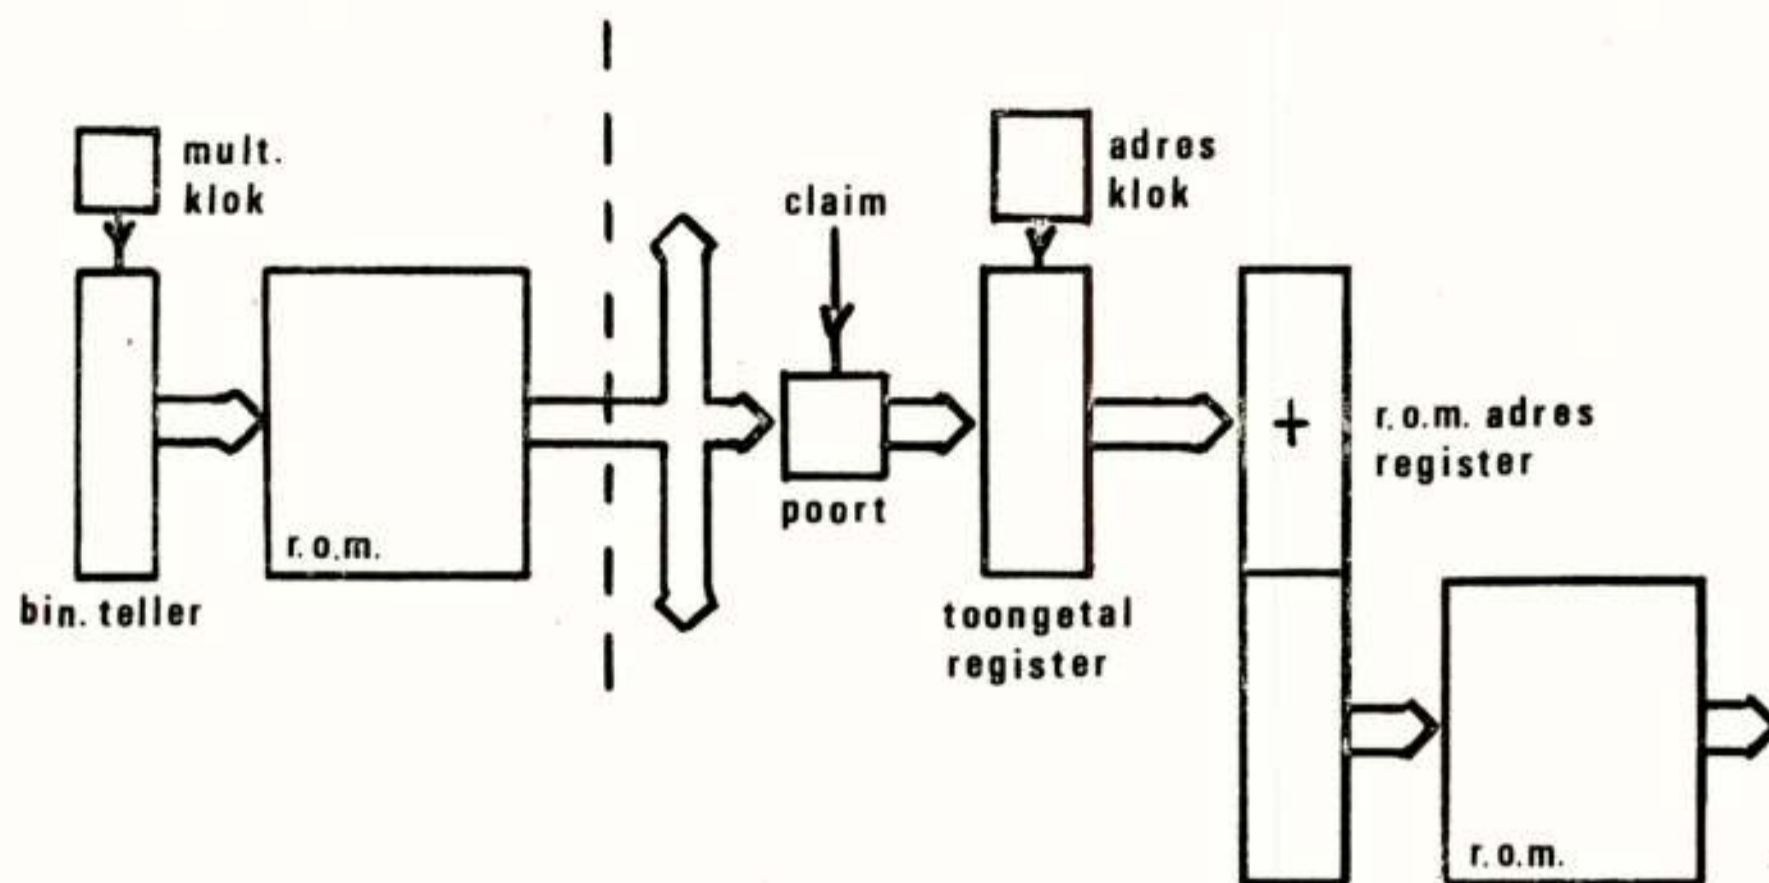 mult.
klok
adres
klok
claim
+
r.o.m. adres
register
poort
r.o.m.
bin. teller
toongetal
register
r.o.m.